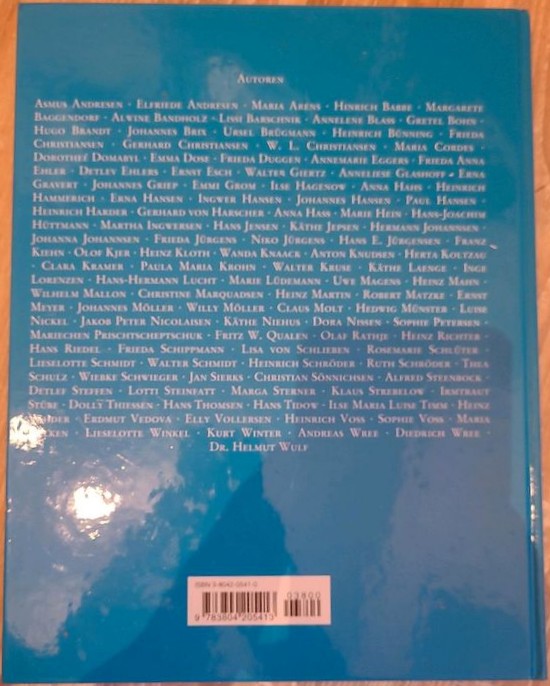 AUTOREN
ASMUS ANDRESEN · ELFRIEDE ANDRESEN · MARIA ARENS · HINRICH BABBE · MARGARETE
BAGGENDORF · ALWINE BANDHOLZ · LISSI BARSCHNIK · ANNELENE BLASS · GRETEL BOHN ·
HUGO BRANDT · JOHANNES BRIX · URSEL BRÜGMANN · HEINRICH BÜNNING · FRIEDA
CHRISTIANSEN · GERHARD CHRISTIANSEN · W. L. CHRISTIANSEN · MARIA CORDES ·
DOROTHEÉ DOMABYL · EMMA DOSE · FRIEDA DUGGEN · ANNEMARIE EGGERS · FRIEDA ANNA
EHLER · DETLEV EHLERS · ERNST ESCH · WALTER GIERTZ · ANNELIESE GLASHOFF · ERNA
GRAVERT · JOHANNES GRIEP · EMMI GROM · ILSE HAGENOW · ANNA HAHS · HEINRICH
HAMMERICH · ERNA HANSEN · INGWER HANSEN · JOHANNES HANSEN · PAUL HANSEN ·
HEINRICH HARDER · GERHARD VON HARSCHER · ANNA HASS · MARIE HEIN · HANS-JOACHIM
HÜTTMANN · MARTHA INGWERSEN · HANS JENSEN · KÄTHE JEPSEN · HERMANN JOHANNSEN ·
JOHANNA JOHANNSEN · FRIEDA JÜRGENS · NIKO JÜRGENS · HANS E. JÜRGENSEN · FRANZ
KIEHN · OLOF KJER · HEINZ KLOTH · WANDA KNAACK · ANTON KNUDSEN · HERTA KOLTZAU
· CLARA KRAMER · PAULA MARIA KROHN · WALTER KRUSE · KÄTHE LAENGE · INGE
LORENZEN · HANS-HERMANN LUCHT · MARIE LÜDEMANN · UWE MAGENS · HEINZ MAHN ·
WILHELM MALLON · CHRISTINE MARQUADSEN · HEINZ MARTIN · ROBERT MATZKE · ERNST
MEYER · JOHANNES MÖLLER · WILLY MÖLLER · CLAUS MOLT · HEDWIG MÜNSTER · LUISE
NICKEL · JAKOB PETER NICOLAISEN · KÄTHE NIEHUS · DORA NISSEN · SOPHIE PETERSEN ·
MARIECHEN PRISCHTSCHEPTSCHUK · FRITZ W. QUALEN · OLAF RATHJE · HEINZ RICHTER ·
HANS RIEDEL · FRIEDA SCHIPPMANN · LISA VON SCHLIEBEN · ROSEMARIE SCHLÜTER ·
LIESELOTTE SCHMIDT · WALTER SCHMIDT · HEINRICH SCHRÖDER · RUTH SCHRÖDER · THEA
SCHULZ · WIEBKE SCHWIEGER · JAN SIERKS · CHRISTIAN SÖNNICHSEN · ALFRED STEENBOCK ·
DETLEF STEFFEN · LOTTI STEINFATT · MARGA STERNER · KLAUS STREBELOW · IRMTRAUT
STÜBE · DOLLY THIESSEN · HANS THOMSEN · HANS TIDOW · ILSE MARIA LUISE TIMM · HEINZ
· ERDMUT VEDOVA · ELLY VOLLERSEN · HEINRICH VOSS · SOPHIE VOSS · MARIA
· LIESELOTTE WINKEL · KURT WINTER · ANDREAS WREE · DIEDRICH WREE ·
DR. HELMUT WULF
ISBN 3-8042-0541-0
03800
9 783804 205413